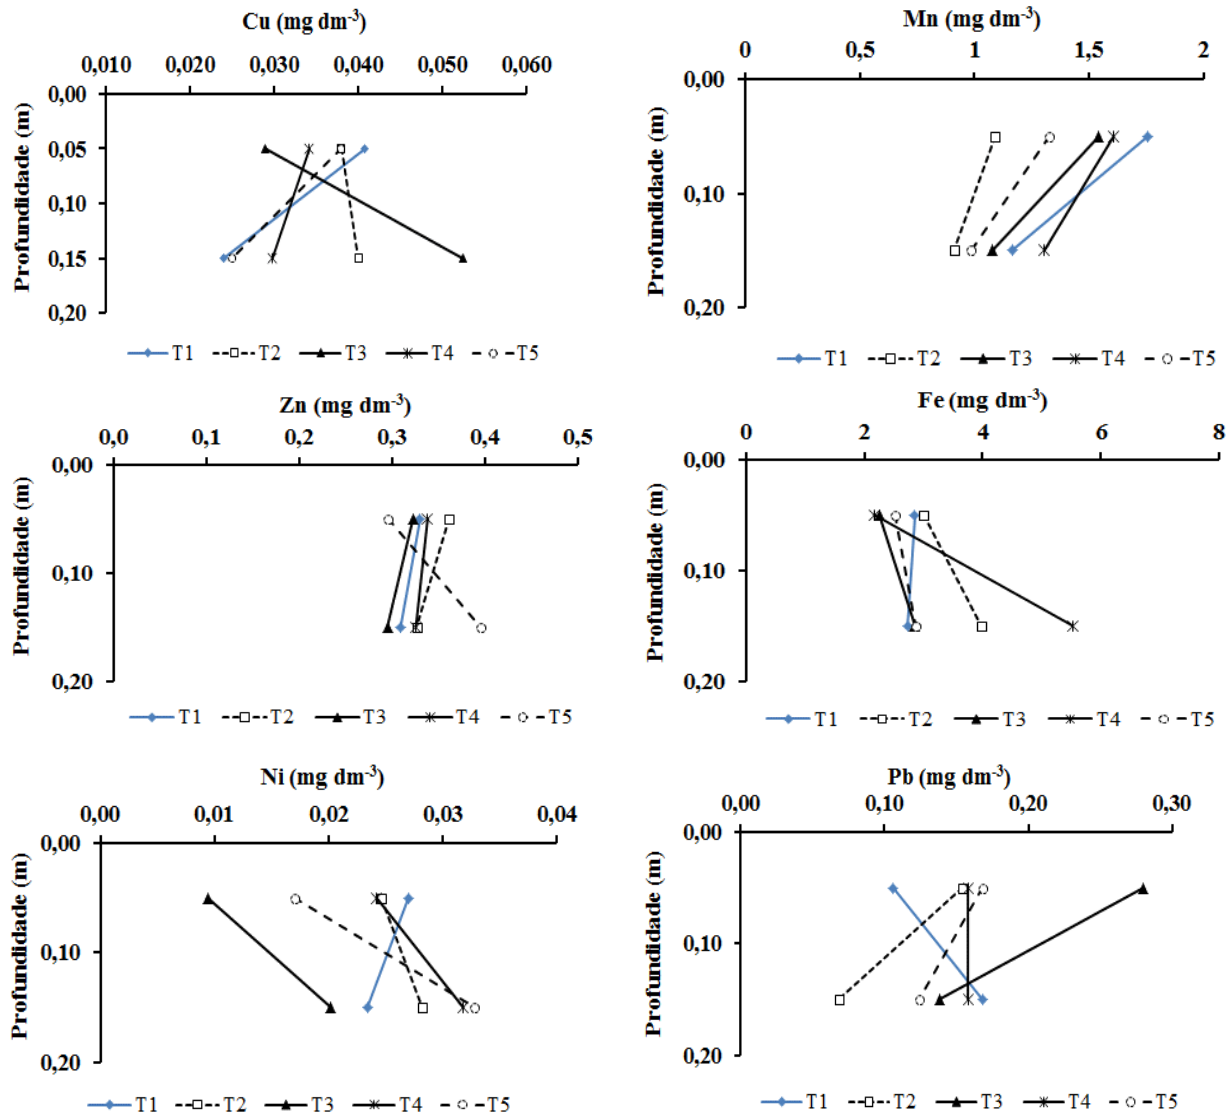 Cu (mg dm-3)
0,010 0,020 0,030 0,040 0,050 0,060
0,00
0,05
0,10
0,15
0,20
Profundidade (m)
T1 T2 T3 T4 T5
Mn (mg dm-3)
0 0,5 1 1,5 2
0,00
0,10
0,20
Profundidade (m)
T1 T2 T3 T4 T5
Zn (mg dm-3)
0,0 0,1 0,2 0,3 0,4 0,5
0,00
0,10
0,20
Profundidade (m)
T1 T2 T3 T4 T5
Fe (mg dm-3)
0 2 4 6 8
0,00
0,10
0,20
Profundidade (m)
T1 T2 T3 T4 T5
Ni (mg dm-3)
0,00 0,01 0,02 0,03 0,04
0,00
0,10
0,20
Profundidade (m)
T1 T2 T3 T4 T5
Pb (mg dm-3)
0,00 0,10 0,20 0,30
0,00
0,10
0,20
Profundidade (m)
T1 T2 T3 T4 T5